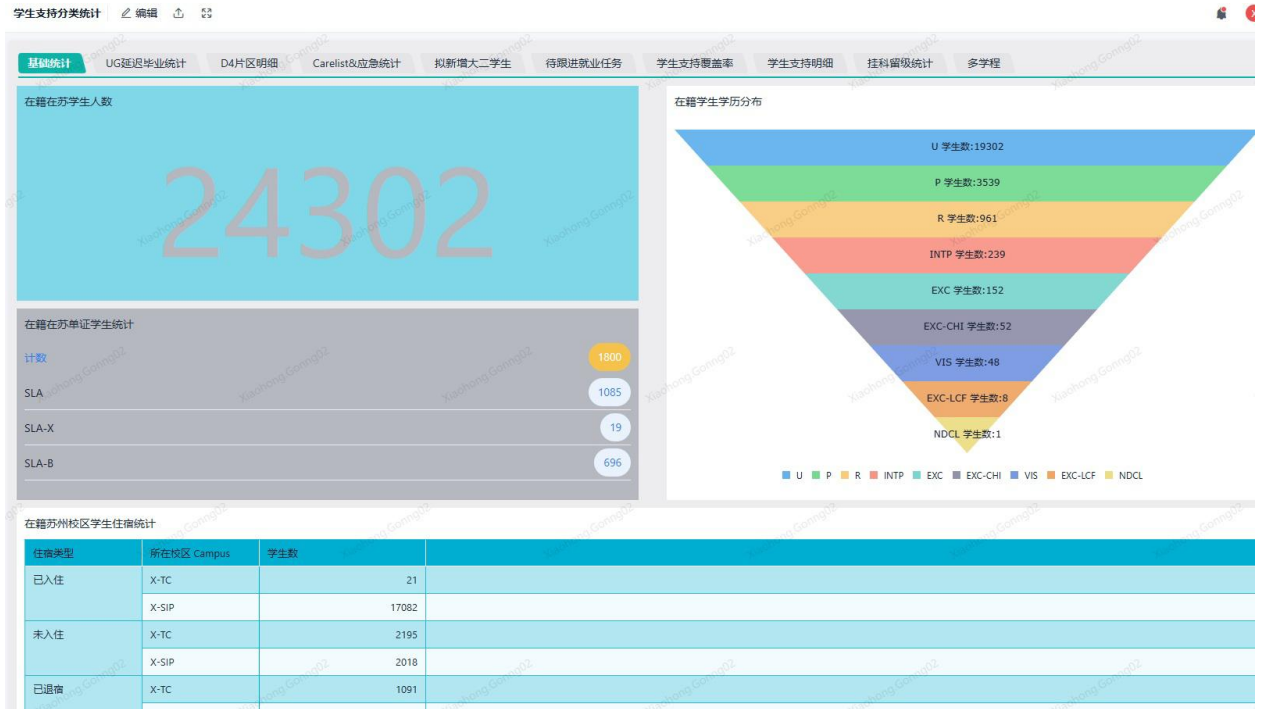 学生支持分类统计 编辑
基础统计 UG延迟毕业统计 D4片区明细 Carelist&应急统计 拟新增大二学生 待跟进就业任务 学生支持覆盖率 学生支持明细 挂科留级统计 多学程
在籍在苏学生人数
24302
在籍在苏单证学生统计
计数 1800
SLA 1085
SLA-X 19
SLA-B 696
在籍学生学历分布
U 学生数:19302
P 学生数:3539
R 学生数:961
INTP 学生数:239
EXC 学生数:152
EXC-CHI 学生数:52
VIS 学生数:48
EXC-LCF 学生数:8
NDCL 学生数:1
U P R INTP EXC EXC-CHI VIS EXC-LCF NDCL
在籍苏州校区学生住宿统计
住宿类型 所在校区 Campus 学生数
已入住 X-TC 21
X-SIP 17082
未入住 X-TC 2195
X-SIP 2018
已退宿 X-TC 1091
Xiaohong.Gonng02